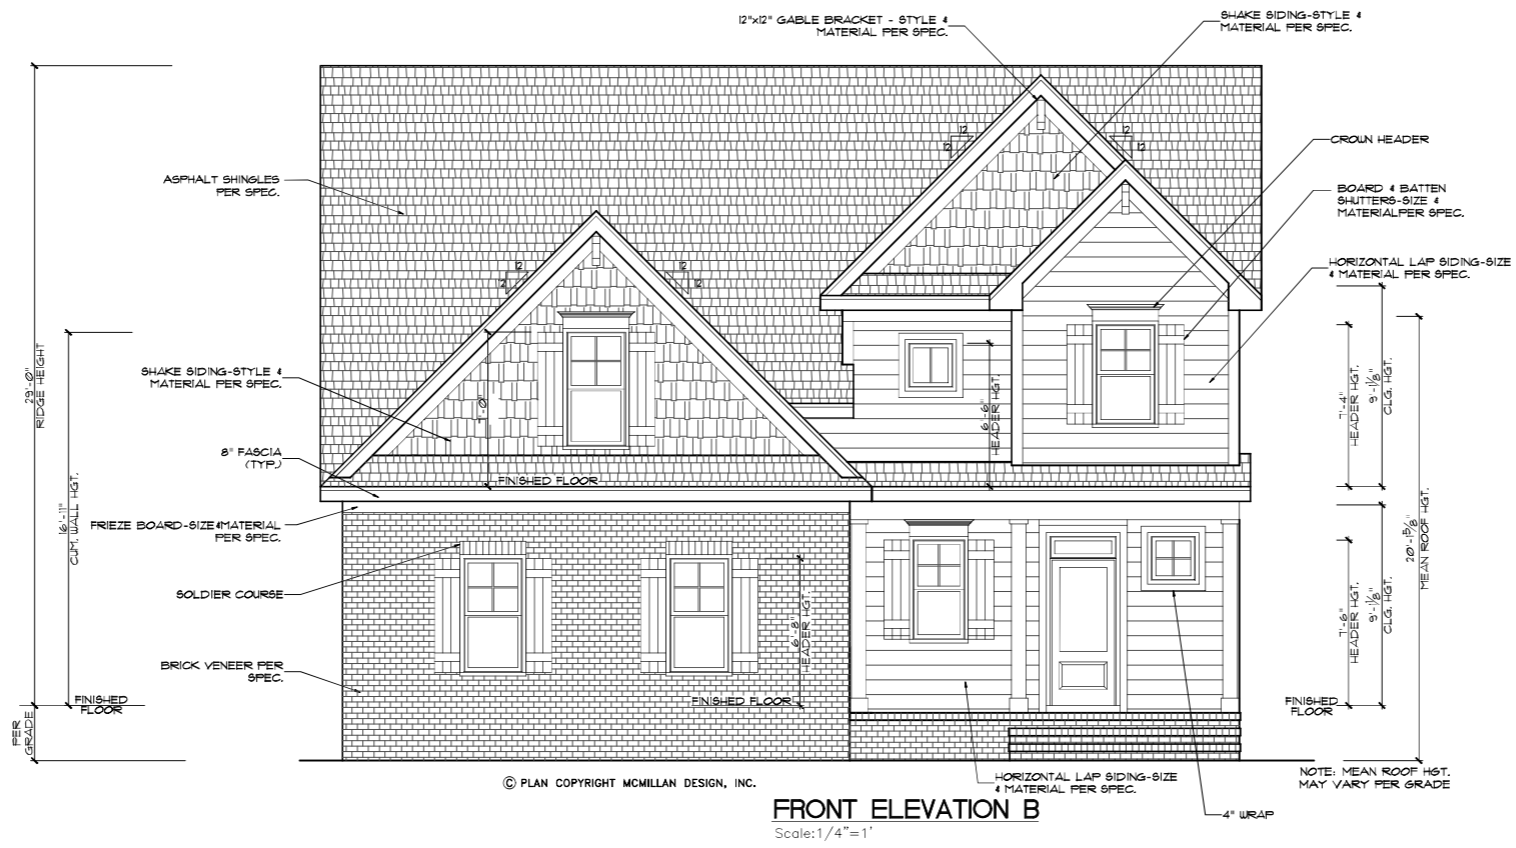 12"x12" GABLE BRACKET - STYLE &
MATERIAL PER SPEC.
SHAKE SIDING-STYLE &
MATERIAL PER SPEC.
12
12
12
12
CROWN HEADER
ASPHALT SHINGLES
PER SPEC.
BOARD & BATTEN
SHUTTERS-SIZE &
MATERIALPER SPEC.
HORIZONTAL LAP SIDING-SIZE
& MATERIAL PER SPEC.
12
12
12
12
29'-0"
RIDGE HEIGHT
SHAKE SIDING-STYLE &
MATERIAL PER SPEC.
7'-0"
6'-6"
HEADER HGT.
7'-4"
HEADER HGT.
9'-1 1/8"
CLG. HGT.
8" FASCIA
(TYP.)
FINISHED FLOOR
16'-11"
CUM. WALL HGT.
FRIEZE BOARD-SIZE&MATERIAL
PER SPEC.
20'-1 5/8"
MEAN ROOF HGT.
SOLDIER COURSE
6'-8"
HEADER HGT.
7'-6"
HEADER HGT.
9'-1 1/8"
CLG. HGT.
BRICK VENEER PER
SPEC.
FINISHED
FLOOR
FINISHED FLOOR
FINISHED
FLOOR
PER
GRADE
© PLAN COPYRIGHT MCMILLAN DESIGN, INC.
HORIZONTAL LAP SIDING-SIZE
& MATERIAL PER SPEC.
NOTE: MEAN ROOF HGT.
MAY VARY PER GRADE
FRONT ELEVATION B
4" WRAP
Scale:1/4"=1'